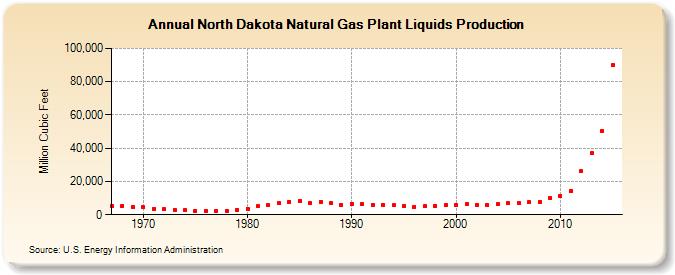 Annual North Dakota Natural Gas Plant Liquids Production
Million Cubic Feet
100,000
80,000
60,000
40,000
20,000
0
1970 1980 1990 2000 2010
Source: U.S. Energy Information Administration